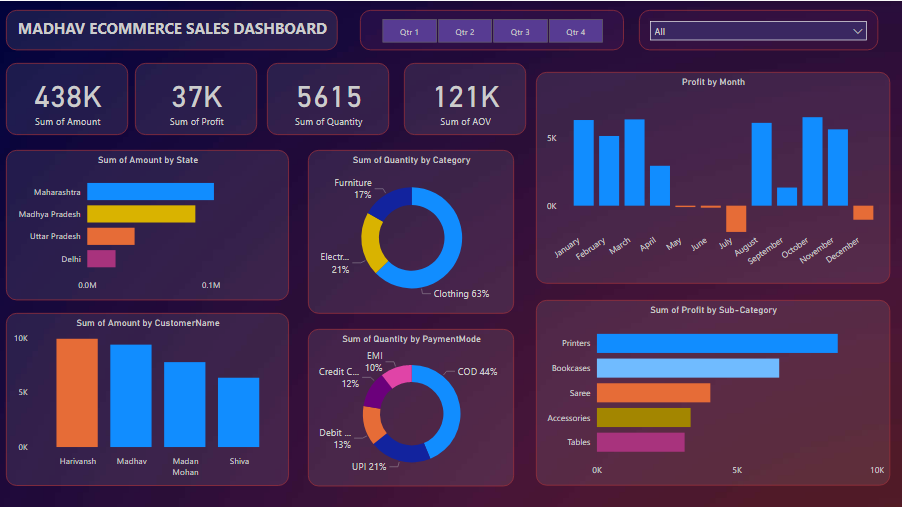 MADHAV ECOMMERCE SALES DASHBOARD
Qtr 1
Qtr 2
Qtr 3
Qtr 4
All
438K
Sum of Amount
37K
Sum of Profit
5615
Sum of Quantity
121K
Sum of AOV
Profit by Month
5K
0K
January
February
March
April
May
June
July
August
September
October
November
December
Sum of Amount by State
Maharashtra
Madhya Pradesh
Uttar Pradesh
Delhi
0.0M
0.1M
Sum of Quantity by Category
Furniture
17%
Electr...
21%
Clothing 63%
Sum of Amount by CustomerName
10K
5K
0K
Harivansh
Madhav
Madan
Mohan
Shiva
Sum of Quantity by PaymentMode
EMI
10%
Credit C...
12%
Debit ...
13%
UPI 21%
COD 44%
Sum of Profit by Sub-Category
Printers
Bookcases
Saree
Accessories
Tables
0K
5K
10K